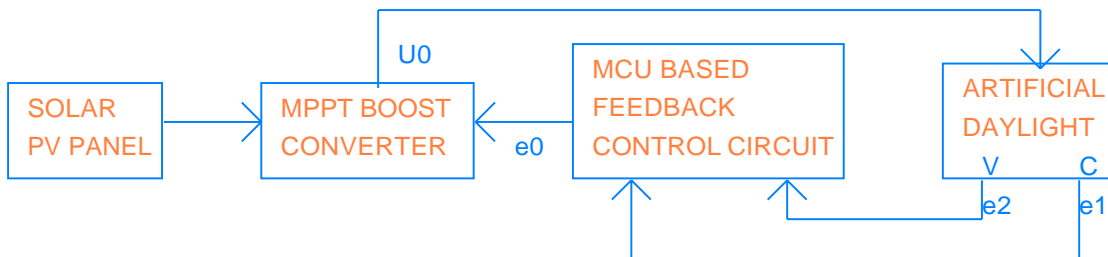 U0
SOLAR
PV PANEL
MPPT BOOST
CONVERTER
e0
MCU BASED
FEEDBACK
CONTROL CIRCUIT
ARTIFICIAL
DAYLIGHT
V C
e2 e1